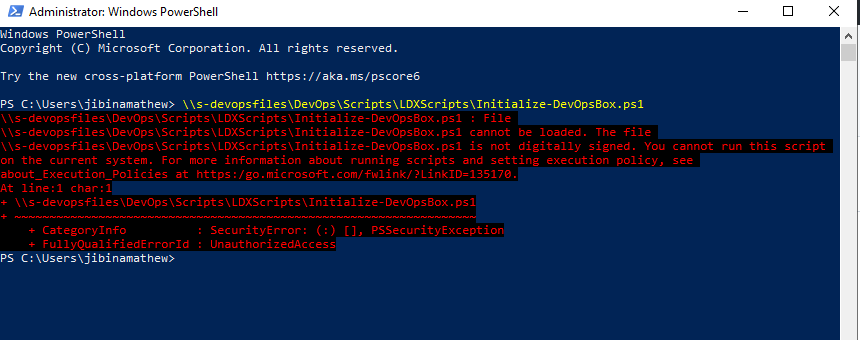 Administrator: Windows PowerShell
Windows PowerShell
Copyright (C) Microsoft Corporation. All rights reserved.
Try the new cross-platform PowerShell https://aka.ms/pscore6
PS C:\Users\jibinamathew> \\s-devopsfiles\DevOps\Scripts\LDXScripts\Initialize-DevOpsBox.ps1
\\s-devopsfiles\DevOps\Scripts\LDXScripts\Initialize-DevOpsBox.ps1 : File
\\s-devopsfiles\DevOps\Scripts\LDXScripts\Initialize-DevOpsBox.ps1 cannot be loaded. The file
\\s-devopsfiles\DevOps\Scripts\LDXScripts\Initialize-DevOpsBox.ps1 is not digitally signed. You cannot run this script
on the current system. For more information about running scripts and setting execution policy, see
about_Execution_Policies at https:/go.microsoft.com/fwlink/?LinkID=135170.
At line:1 char:1
+ \\s-devopsfiles\DevOps\Scripts\LDXScripts\Initialize-DevOpsBox.ps1
+ ~~~~~~~~~~~~~~~~~~~~~~~~~~~~~~~~~~~~~~~~~~~~~~~~~~~~~~~~~~~~~~~~~~
+ CategoryInfo : SecurityError: (:) [], PSSecurityException
+ FullyQualifiedErrorId : UnauthorizedAccess
PS C:\Users\jibinamathew>